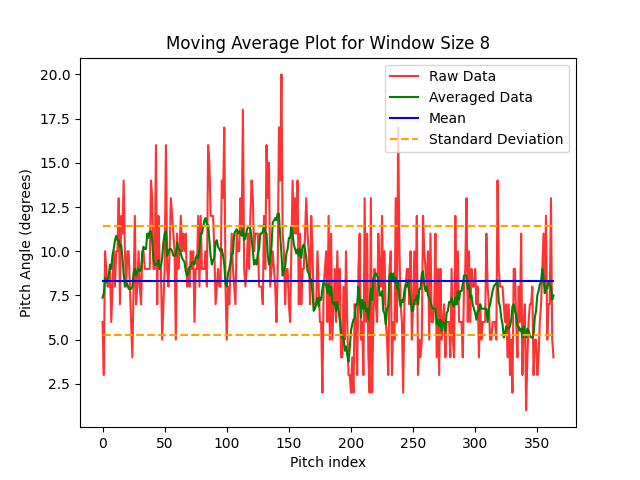 Moving Average Plot for Window Size 8
Raw Data
Averaged Data
Mean
Standard Deviation
20.0
17.5
15.0
12.5
10.0
7.5
5.0
2.5
Pitch Angle (degrees)
0 50 100 150 200 250 300 350
Pitch index